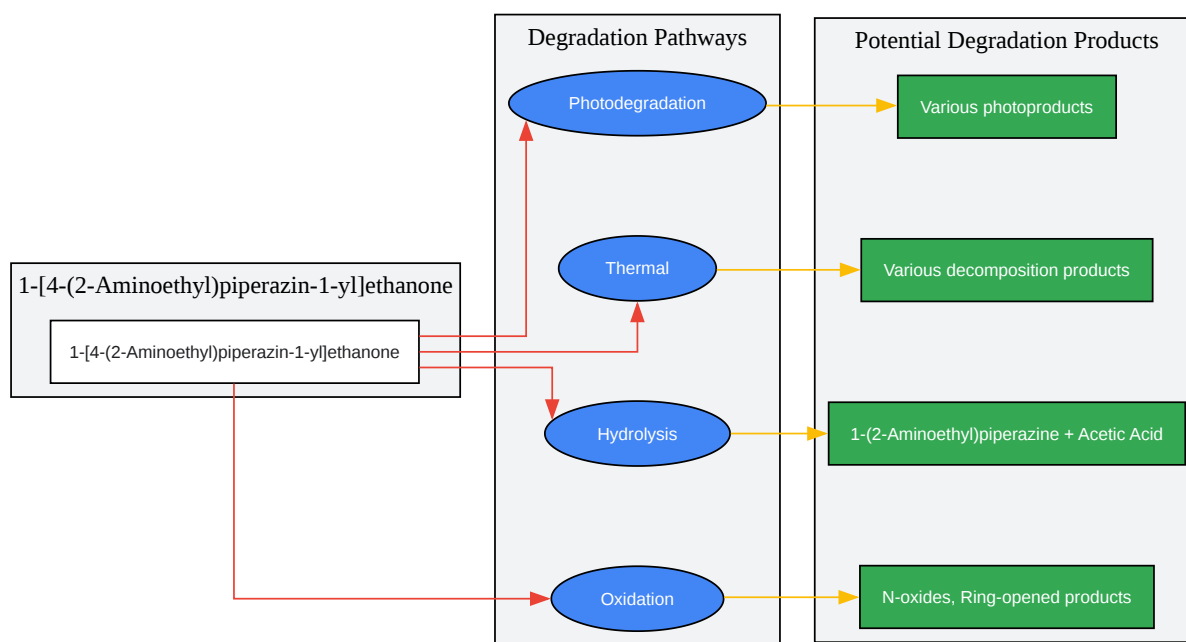 Degradation Pathways
Potential Degradation Products
Photodegradation
Various photoproducts
Thermal
Various decomposition products
1-[4-(2-Aminoethyl)piperazin-1-yl]ethanone
1-[4-(2-Aminoethyl)piperazin-1-yl]ethanone
Hydrolysis
1-(2-Aminoethyl)piperazine + Acetic Acid
Oxidation
N-oxides, Ring-opened products